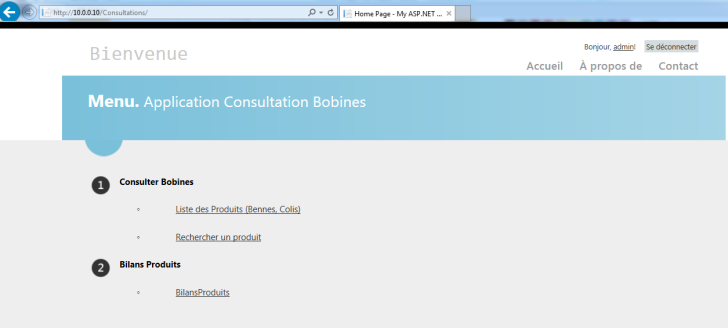 http://10.0.0.10/Consultations/
Home Page - My ASP.NET ...
Bienvenue
Bonjour, admin! Se déconnecter
Accueil À propos de Contact
Menu. Application Consultation Bobines
1 Consulter Bobines
Liste des Produits (Bennes, Colis)
Rechercher un produit
2 Bilans Produits
BilansProduits